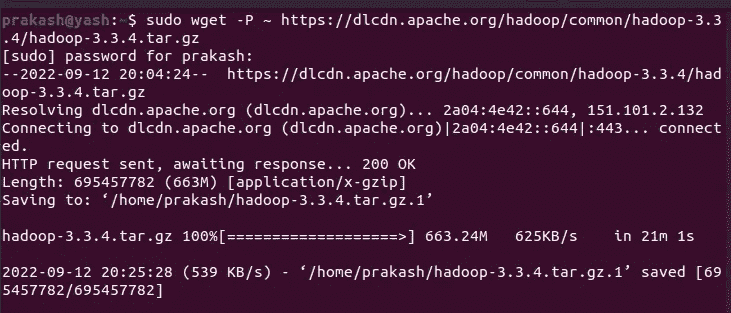 prakash@yash:~$ sudo wget -P ~ https://dlcdn.apache.org/hadoop/common/hadoop-3.3
.4/hadoop-3.3.4.tar.gz
[sudo] password for prakash:
--2022-09-12 20:04:24--  https://dlcdn.apache.org/hadoop/common/hadoop-3.3.4/had
oop-3.3.4.tar.gz
Resolving dlcdn.apache.org (dlcdn.apache.org)... 2a04:4e42::644, 151.101.2.132
Connecting to dlcdn.apache.org (dlcdn.apache.org)|2a04:4e42::644|:443... connect
ed.
HTTP request sent, awaiting response... 200 OK
Length: 695457782 (663M) [application/x-gzip]
Saving to: ‘/home/prakash/hadoop-3.3.4.tar.gz.1’
hadoop-3.3.4.tar.gz 100%[===================>] 663.24M   625KB/s    in 21m 1s
2022-09-12 20:25:28 (539 KB/s) - ‘/home/prakash/hadoop-3.3.4.tar.gz.1’ saved [69
5457782/695457782]